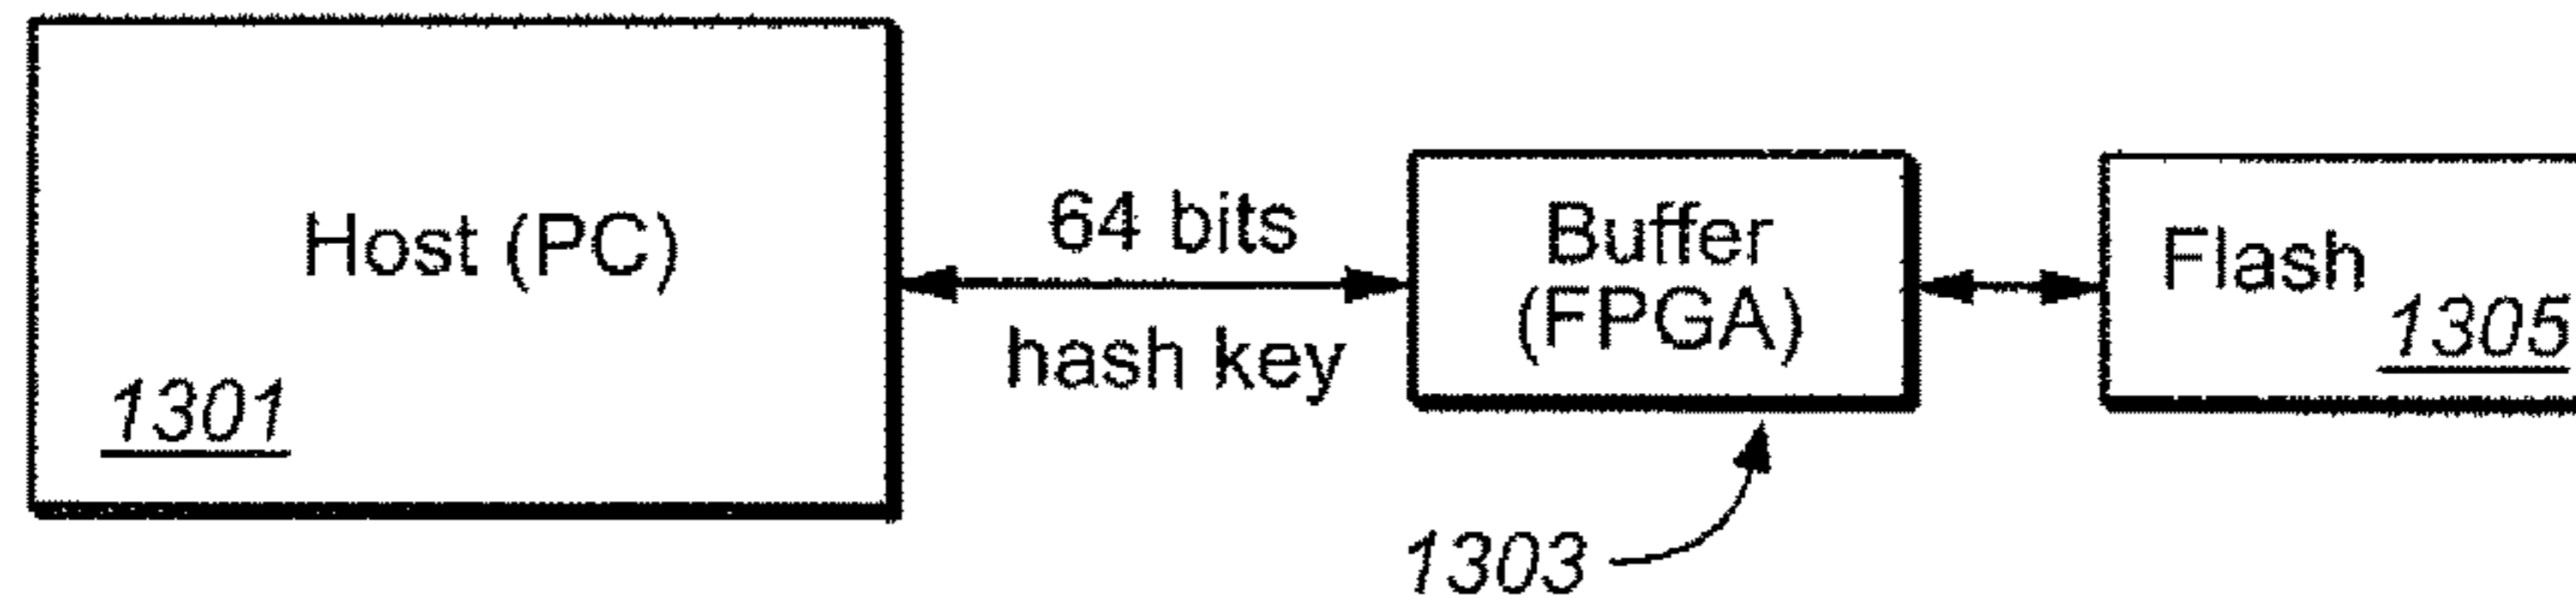 Host (PC)
1301
64 bits
hash key
Buffer
(FPGA)
1303
Flash
1305